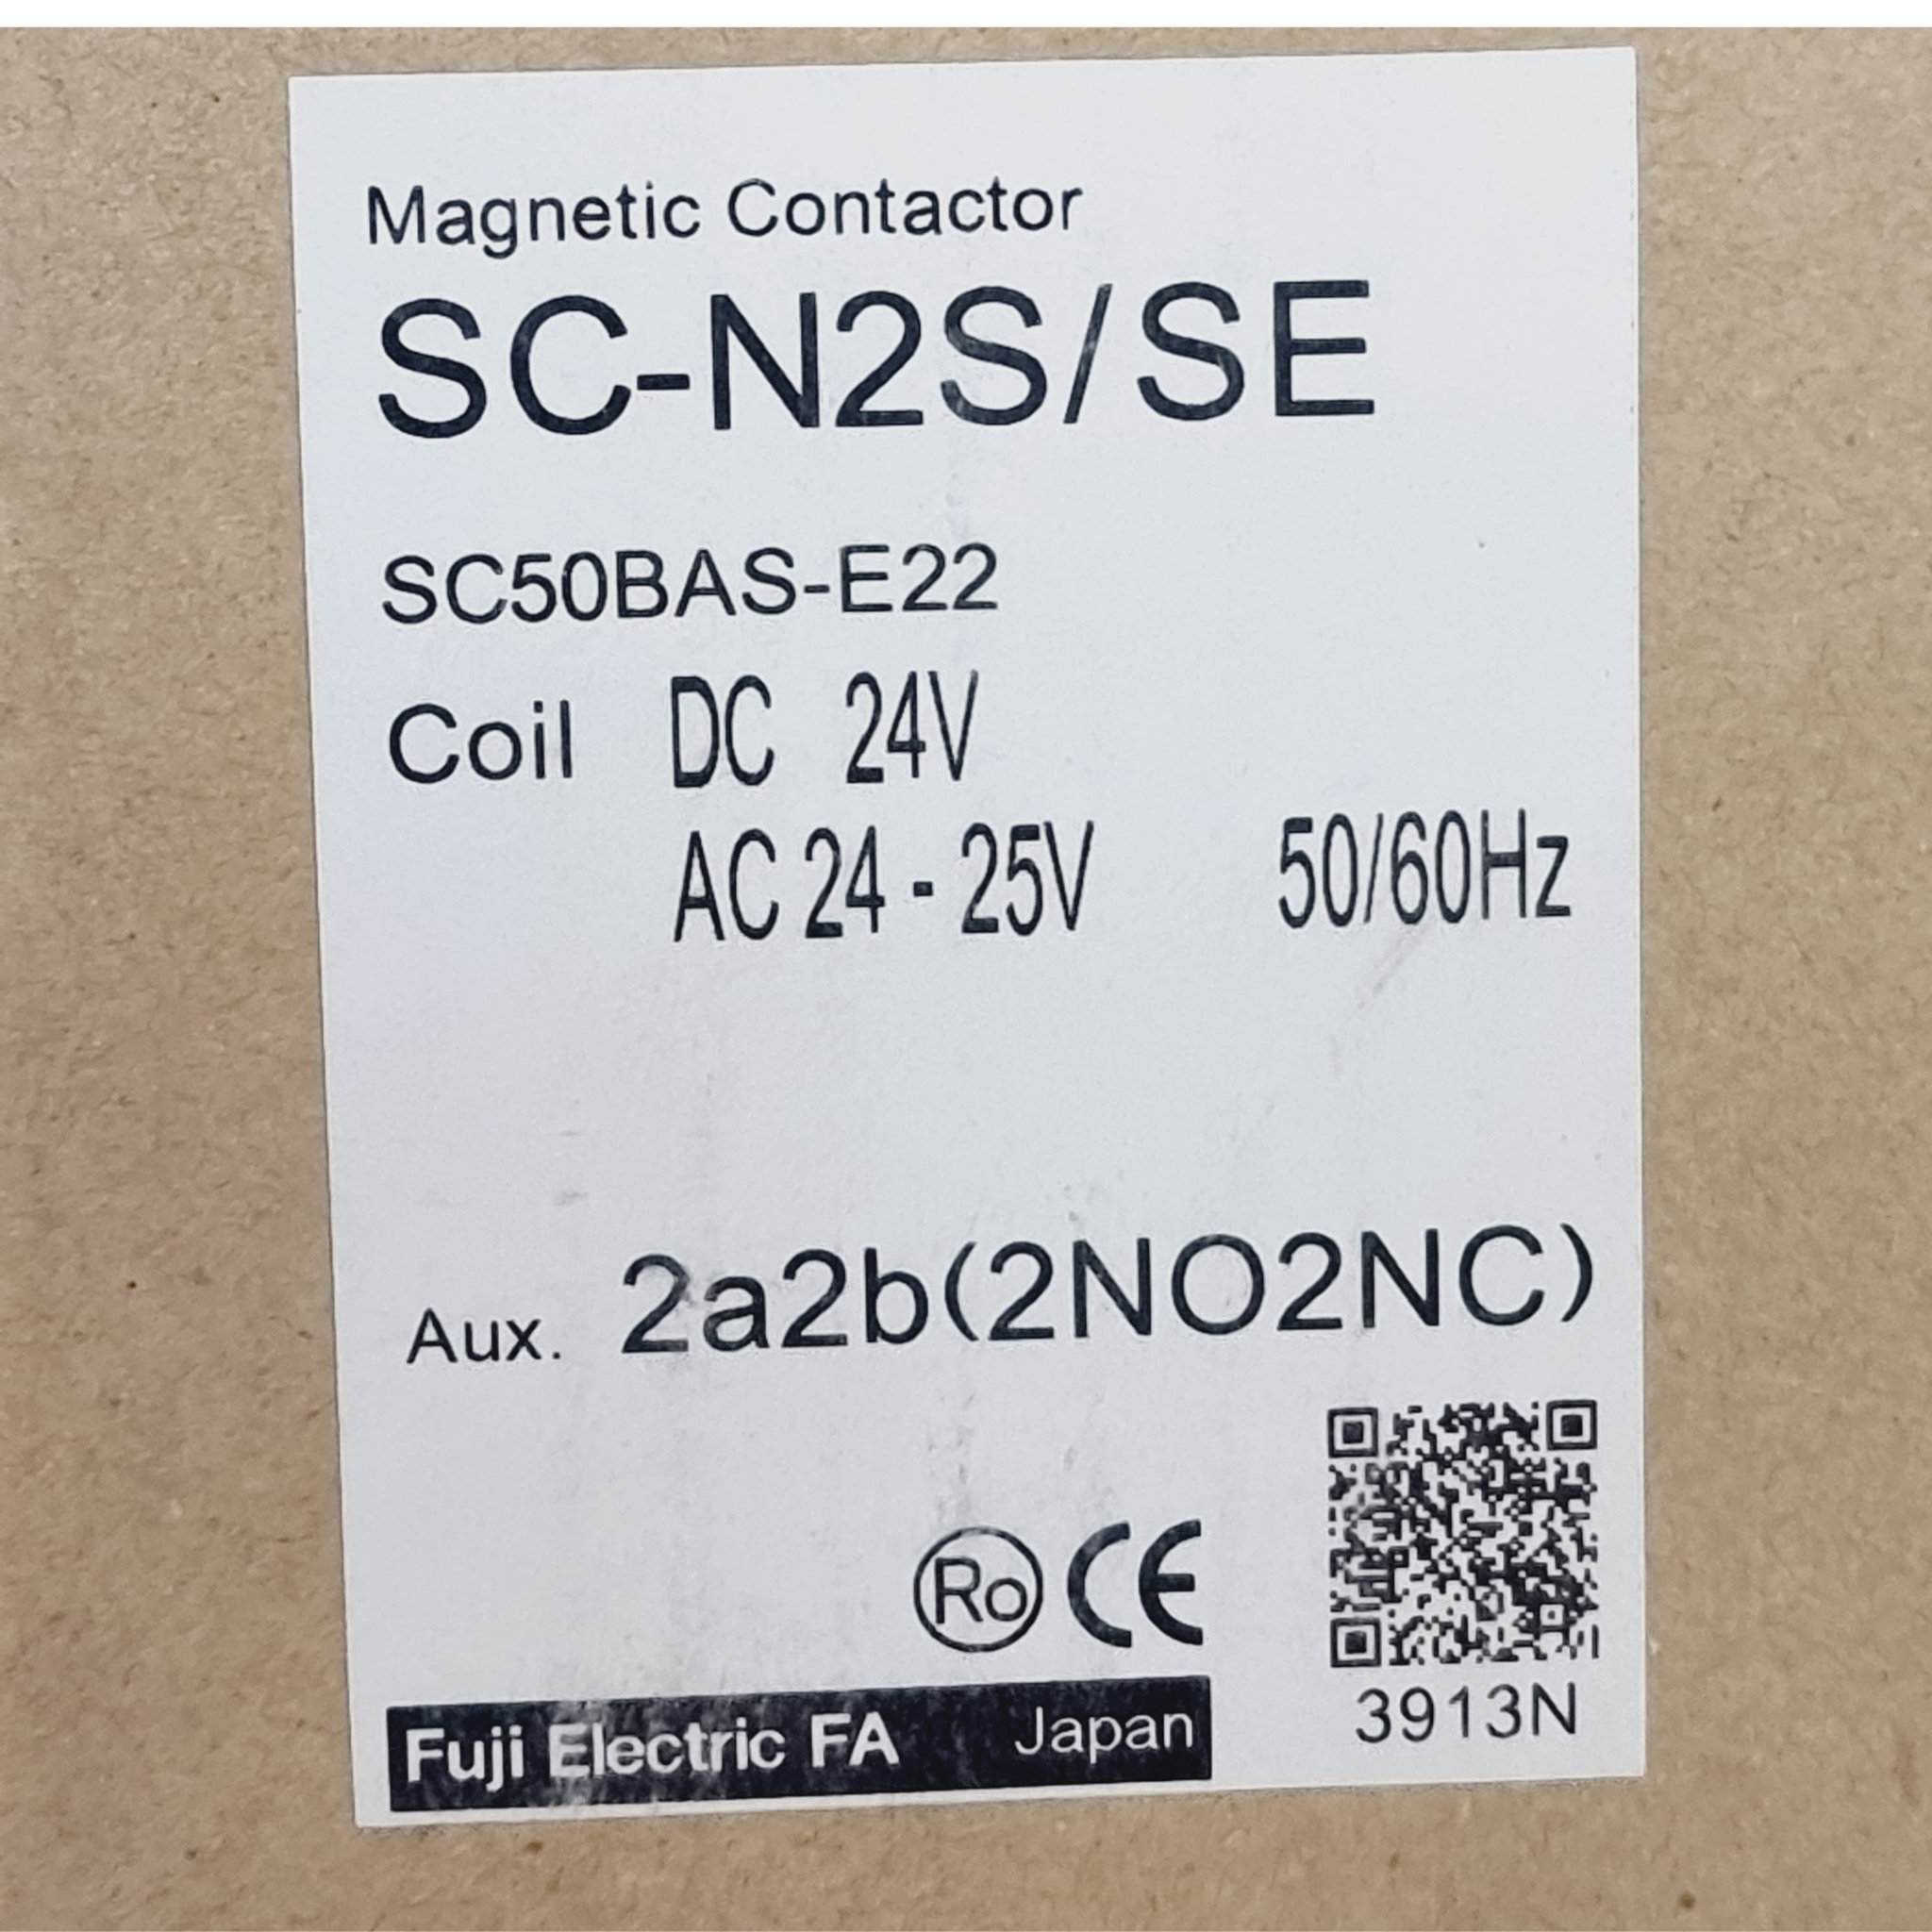 Magnetic Contactor
SC-N2S/SE
SC50BAS-E22
Coil DC 24V
AC 24 - 25V 50/60Hz
Aux. 2a2b(2NO2NC)
Ro CE
3913N
Fuji Electric FA Japan